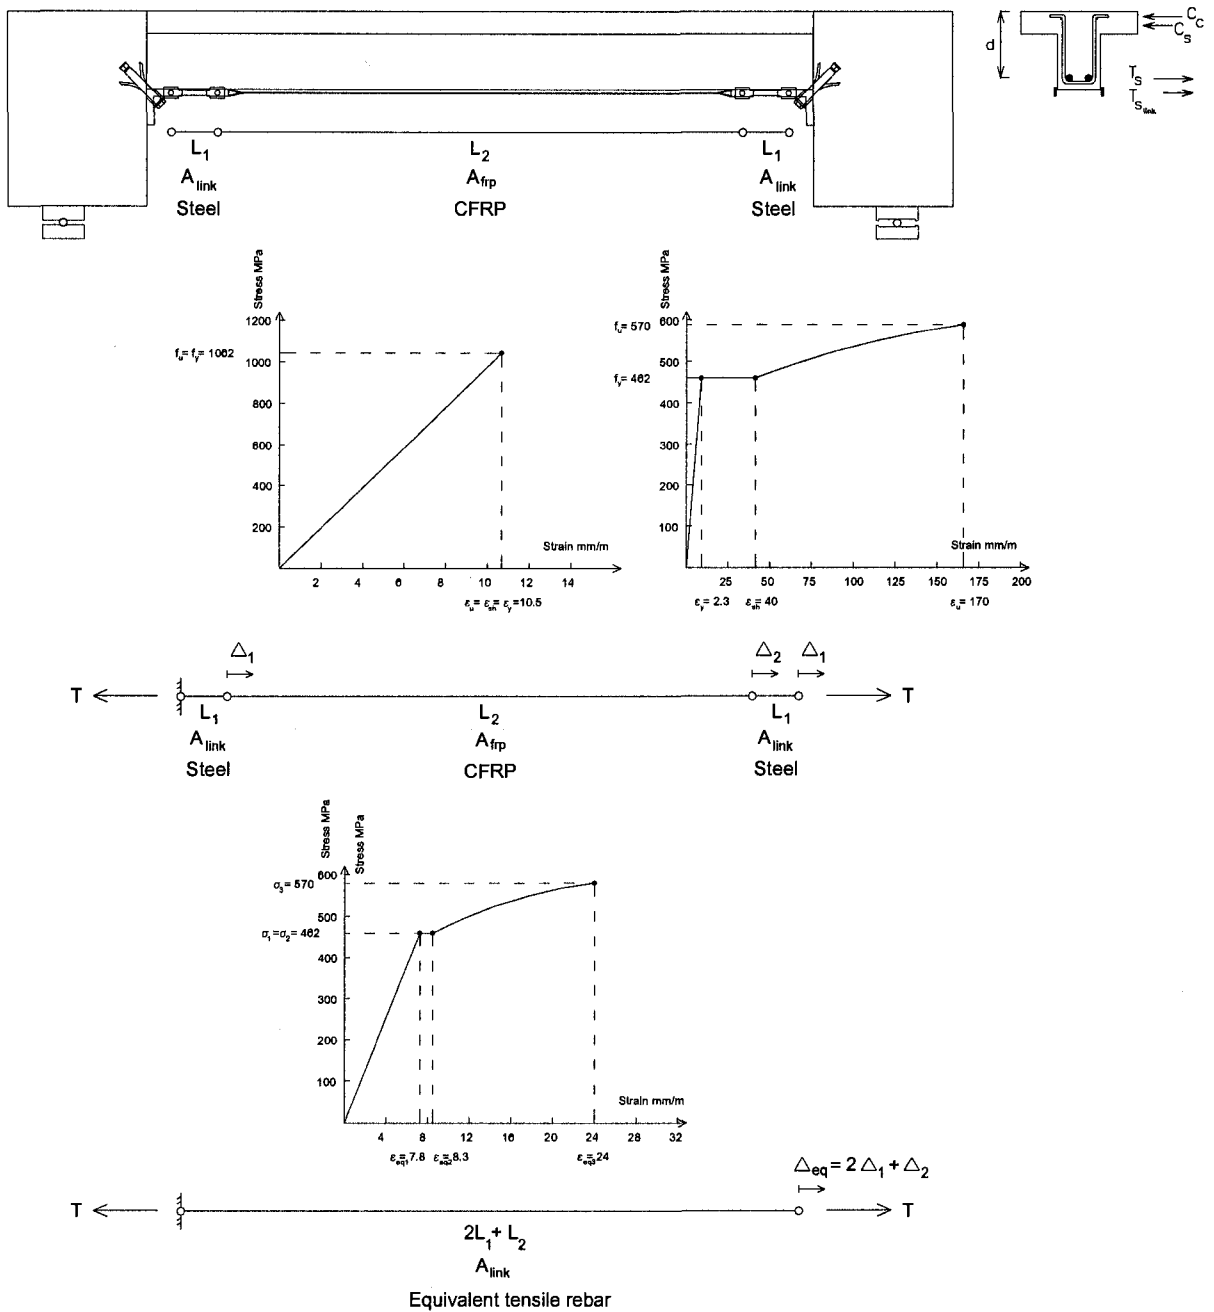 d
C_c
C_s
T_s
T_s link
L_1 L_2 L_1
A_link A_frp A_link
Steel CFRP Steel
Stress MPa
1200
f_u= f_y= 1062
1000
800
600
400
200
Strain mm/m
2 4 6 8 10 12 14
ε_u= ε_sh= ε_y=10.5
Stress MPa
600
f_u= 570
500
f_y= 462
400
300
200
100
Strain mm/m
25 50 75 100 125 150 175 200
ε_y= 2.3 ε_sh= 40 ε_u= 170
Δ_1 Δ_2 Δ_1
T T
L_1 L_2 L_1
A_link A_frp A_link
Steel CFRP Steel
Stress MPa
Stress MPa
600
σ_3= 570
500
σ_1=σ_2= 462
400
300
200
100
Strain mm/m
4 8 12 16 20 24 28 32
ε_eq1=7.8 ε_eq2=8.3 ε_eq3=24
Δ_eq = 2 Δ_1 + Δ_2
T T
2L_1 + L_2
A_link
Equivalent tensile rebar